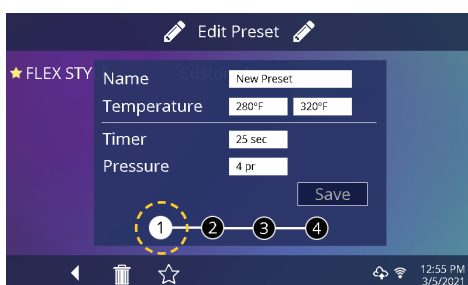 Edit Preset
FLEX STY
Custo
Name New Preset
Temperature 280°F 320°F
Timer 25 sec
Pressure 4 pr
Save
1 2 3 4
12:55 PM
3/5/2021